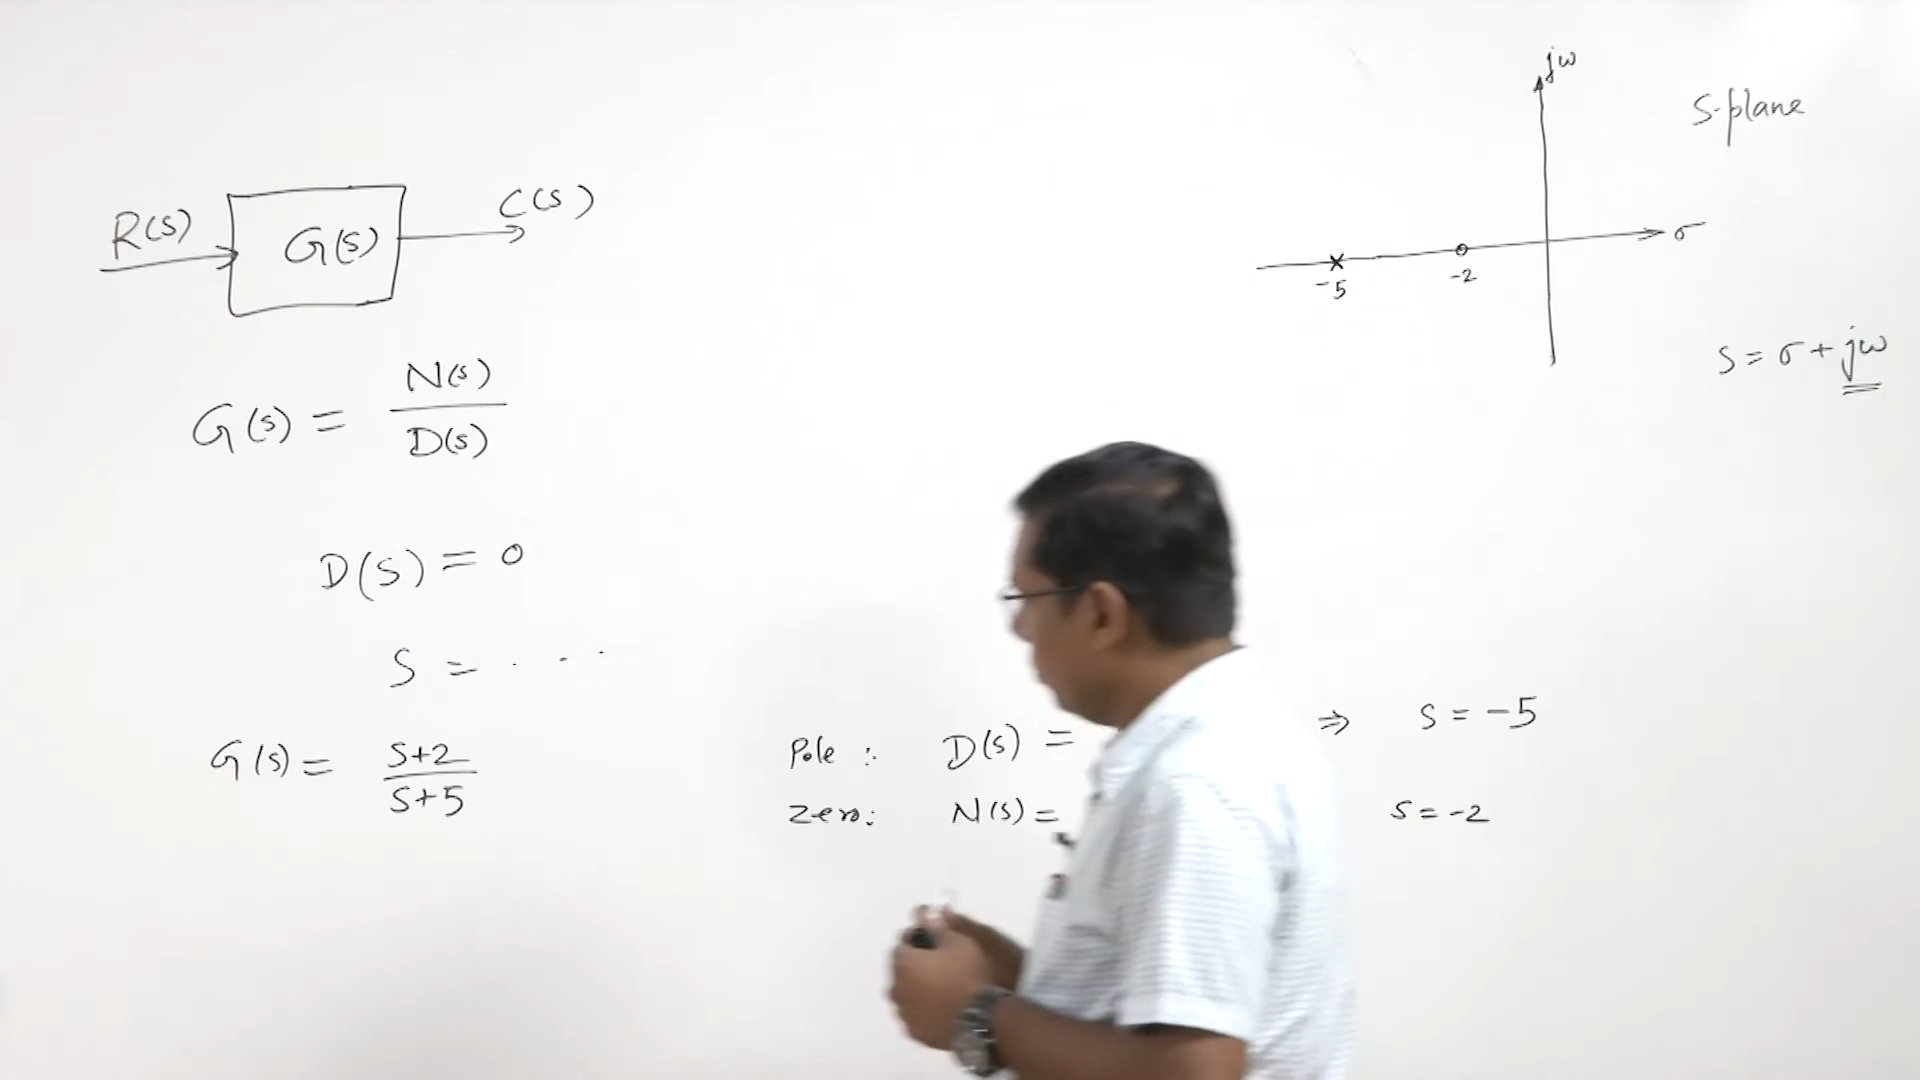 R(s)
G(s)
C(s)
G(s) = N(s) / D(s)
D(s) = 0
S = . . .
G(s) = S+2 / S+5
Pole : D(s) = ⇒ S = -5
Zero: N(s) = S = -2
jω
S-plane
σ
-5
-2
S = σ + jω